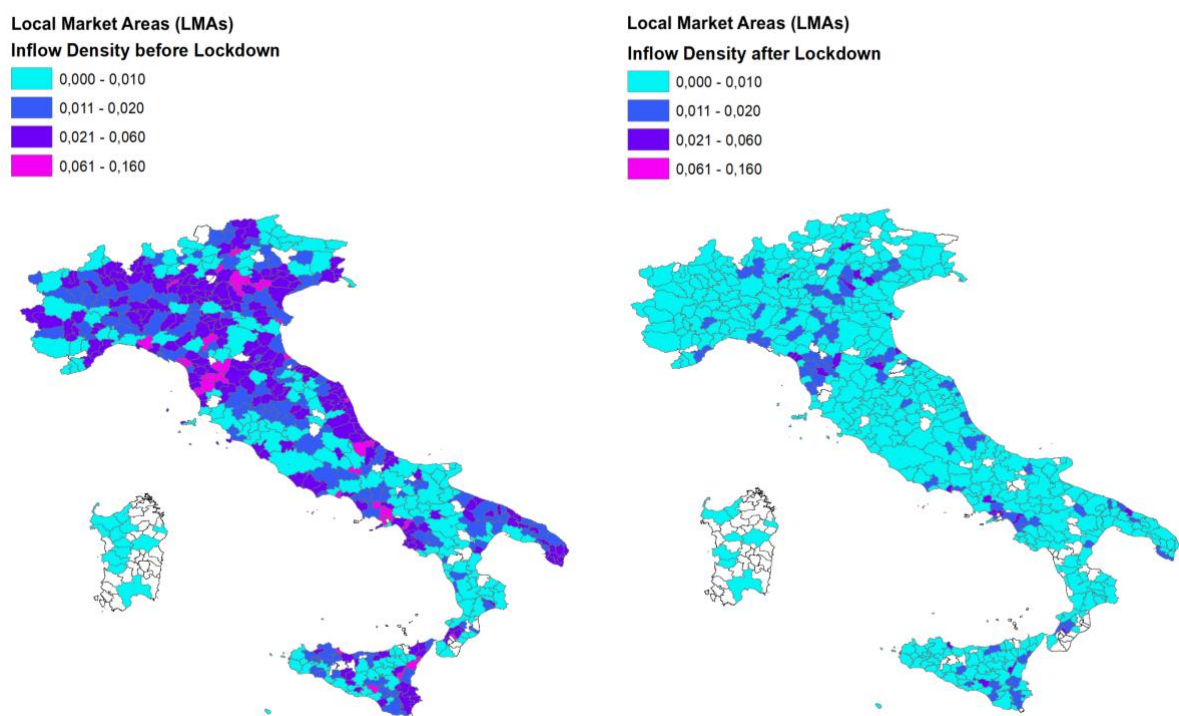 Local Market Areas (LMAs)
Inflow Density before Lockdown
0,000 - 0,010
0,011 - 0,020
0,021 - 0,060
0,061 - 0,160
Local Market Areas (LMAs)
Inflow Density after Lockdown
0,000 - 0,010
0,011 - 0,020
0,021 - 0,060
0,061 - 0,160